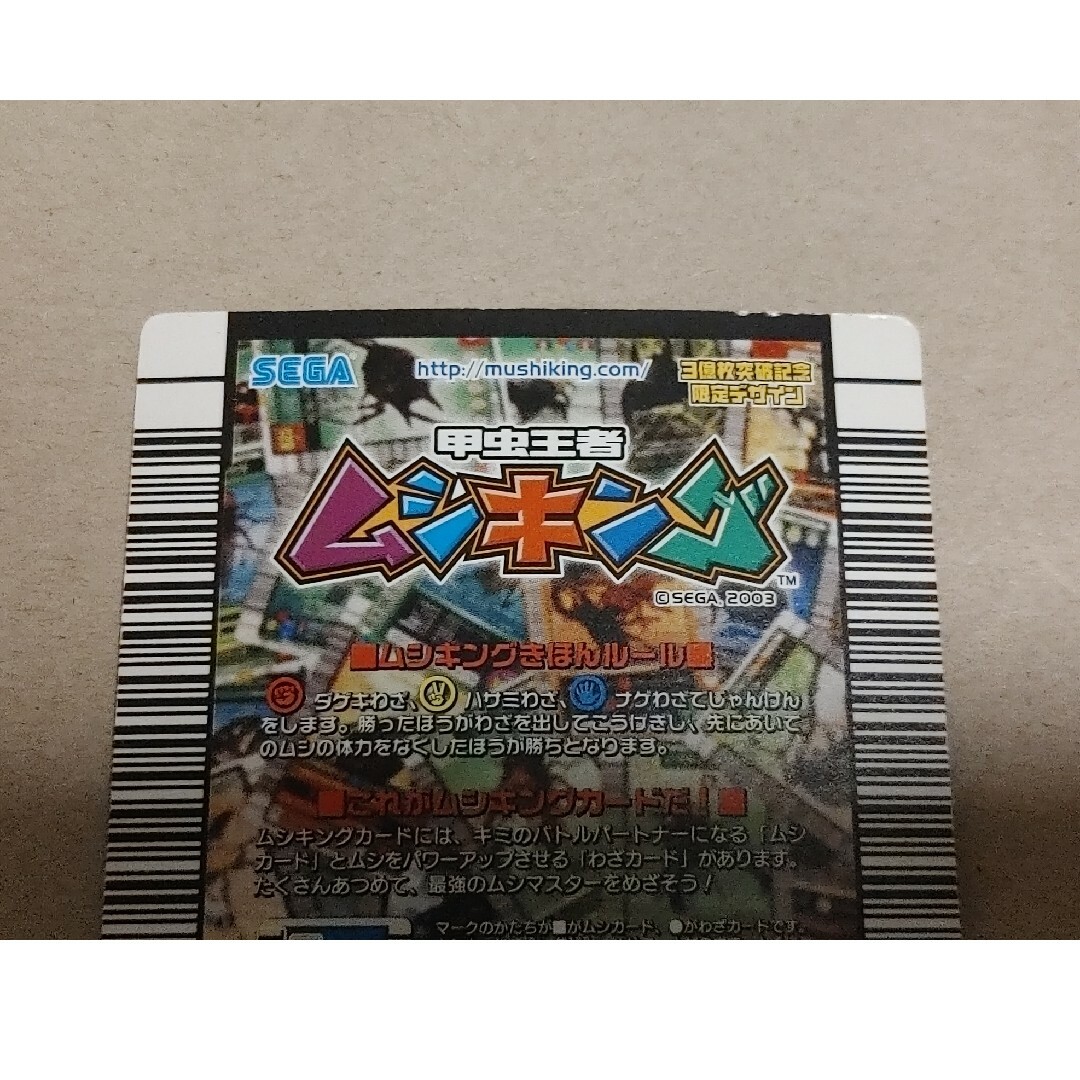 SEGA
http://mushiking.com/
3億枚突破記念
限定デザイン
甲虫王者
ムシキング
TM
©SEGA, 2003
■ムシキングきほんルール■
ダゲキわざ、ハサミわざ、ナゲわざでじゃんけん
をします。勝ったほうがわざを出してこうげきし、先にあいて
のムシの体力をなくしたほうが勝ちとなります。
■これがムシキングカードだ！■
ムシキングカードには、キミのバトルパートナーになる「ムシ
カード」とムシをパワーアップさせる「わざカード」があります。
たくさんあつめて、最強のムシマスターをめざそう！
マークのかたちが■がムシカード、●がわざカードです。